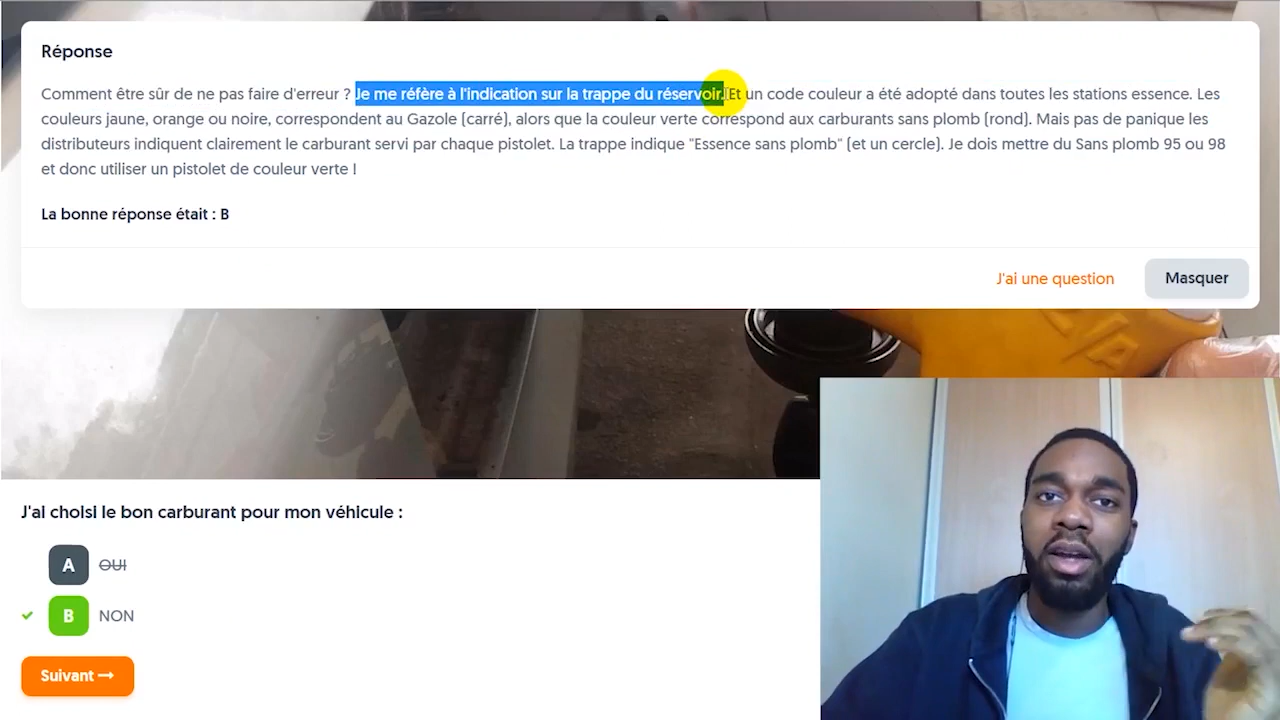 Réponse
Comment être sûr de ne pas faire d'erreur ? Je me réfère à l'indication sur la trappe du réservoir. Et un code couleur a été adopté dans toutes les stations essence. Les
couleurs jaune, orange ou noire, correspondent au Gazole (carré), alors que la couleur verte correspond aux carburants sans plomb (rond). Mais pas de panique les
distributeurs indiquent clairement le carburant servi par chaque pistolet. La trappe indique "Essence sans plomb" (et un cercle). Je dois mettre du Sans plomb 95 ou 98
et donc utiliser un pistolet de couleur verte !
La bonne réponse était : B
J'ai une question
Masquer
J'ai choisi le bon carburant pour mon véhicule :
A OUI
B NON
Suivant →